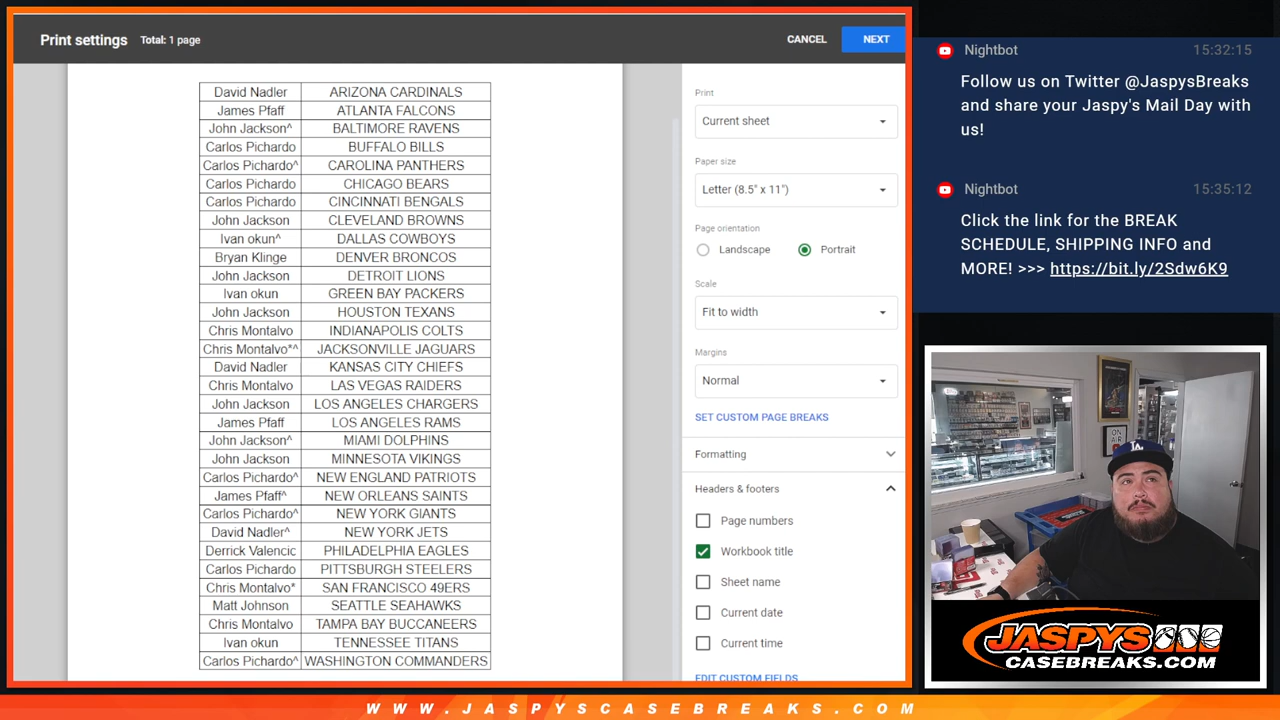 Print settings Total: 1 page CANCEL NEXT
David Nadler ARIZONA CARDINALS
James Pfaff ATLANTA FALCONS
John Jackson^ BALTIMORE RAVENS
Carlos Pichardo BUFFALO BILLS
Carlos Pichardo^ CAROLINA PANTHERS
Carlos Pichardo CHICAGO BEARS
Carlos Pichardo CINCINNATI BENGALS
John Jackson CLEVELAND BROWNS
Ivan okun^ DALLAS COWBOYS
Bryan Klinge DENVER BRONCOS
John Jackson DETROIT LIONS
Ivan okun GREEN BAY PACKERS
John Jackson HOUSTON TEXANS
Chris Montalvo INDIANAPOLIS COLTS
Chris Montalvo*^ JACKSONVILLE JAGUARS
David Nadler KANSAS CITY CHIEFS
Chris Montalvo LAS VEGAS RAIDERS
John Jackson LOS ANGELES CHARGERS
James Pfaff LOS ANGELES RAMS
John Jackson^ MIAMI DOLPHINS
John Jackson MINNESOTA VIKINGS
Carlos Pichardo^ NEW ENGLAND PATRIOTS
James Pfaff^ NEW ORLEANS SAINTS
Carlos Pichardo^ NEW YORK GIANTS
David Nadler^ NEW YORK JETS
Derrick Valencic PHILADELPHIA EAGLES
Carlos Pichardo PITTSBURGH STEELERS
Chris Montalvo* SAN FRANCISCO 49ERS
Matt Johnson SEATTLE SEAHAWKS
Chris Montalvo TAMPA BAY BUCCANEERS
Ivan okun TENNESSEE TITANS
Carlos Pichardo^ WASHINGTON COMMANDERS
Print
Current sheet
Paper size
Letter (8.5" x 11")
Page orientation
Landscape Portrait
Scale
Fit to width
Margins
Normal
SET CUSTOM PAGE BREAKS
Formatting
Headers & footers
Page numbers
Workbook title
Sheet name
Current date
Current time
EDIT CUSTOM FIELDS
Nightbot 15:32:15
Follow us on Twitter @JaspysBreaks
and share your Jaspy's Mail Day with
us!
Nightbot 15:35:12
Click the link for the BREAK
SCHEDULE, SHIPPING INFO and
MORE! >>> https://bit.ly/2Sdw6K9
ON AIR
LA
JASPYS
CASEBREAKS.COM
WWW.JASPYSCASEBREAKS.COM